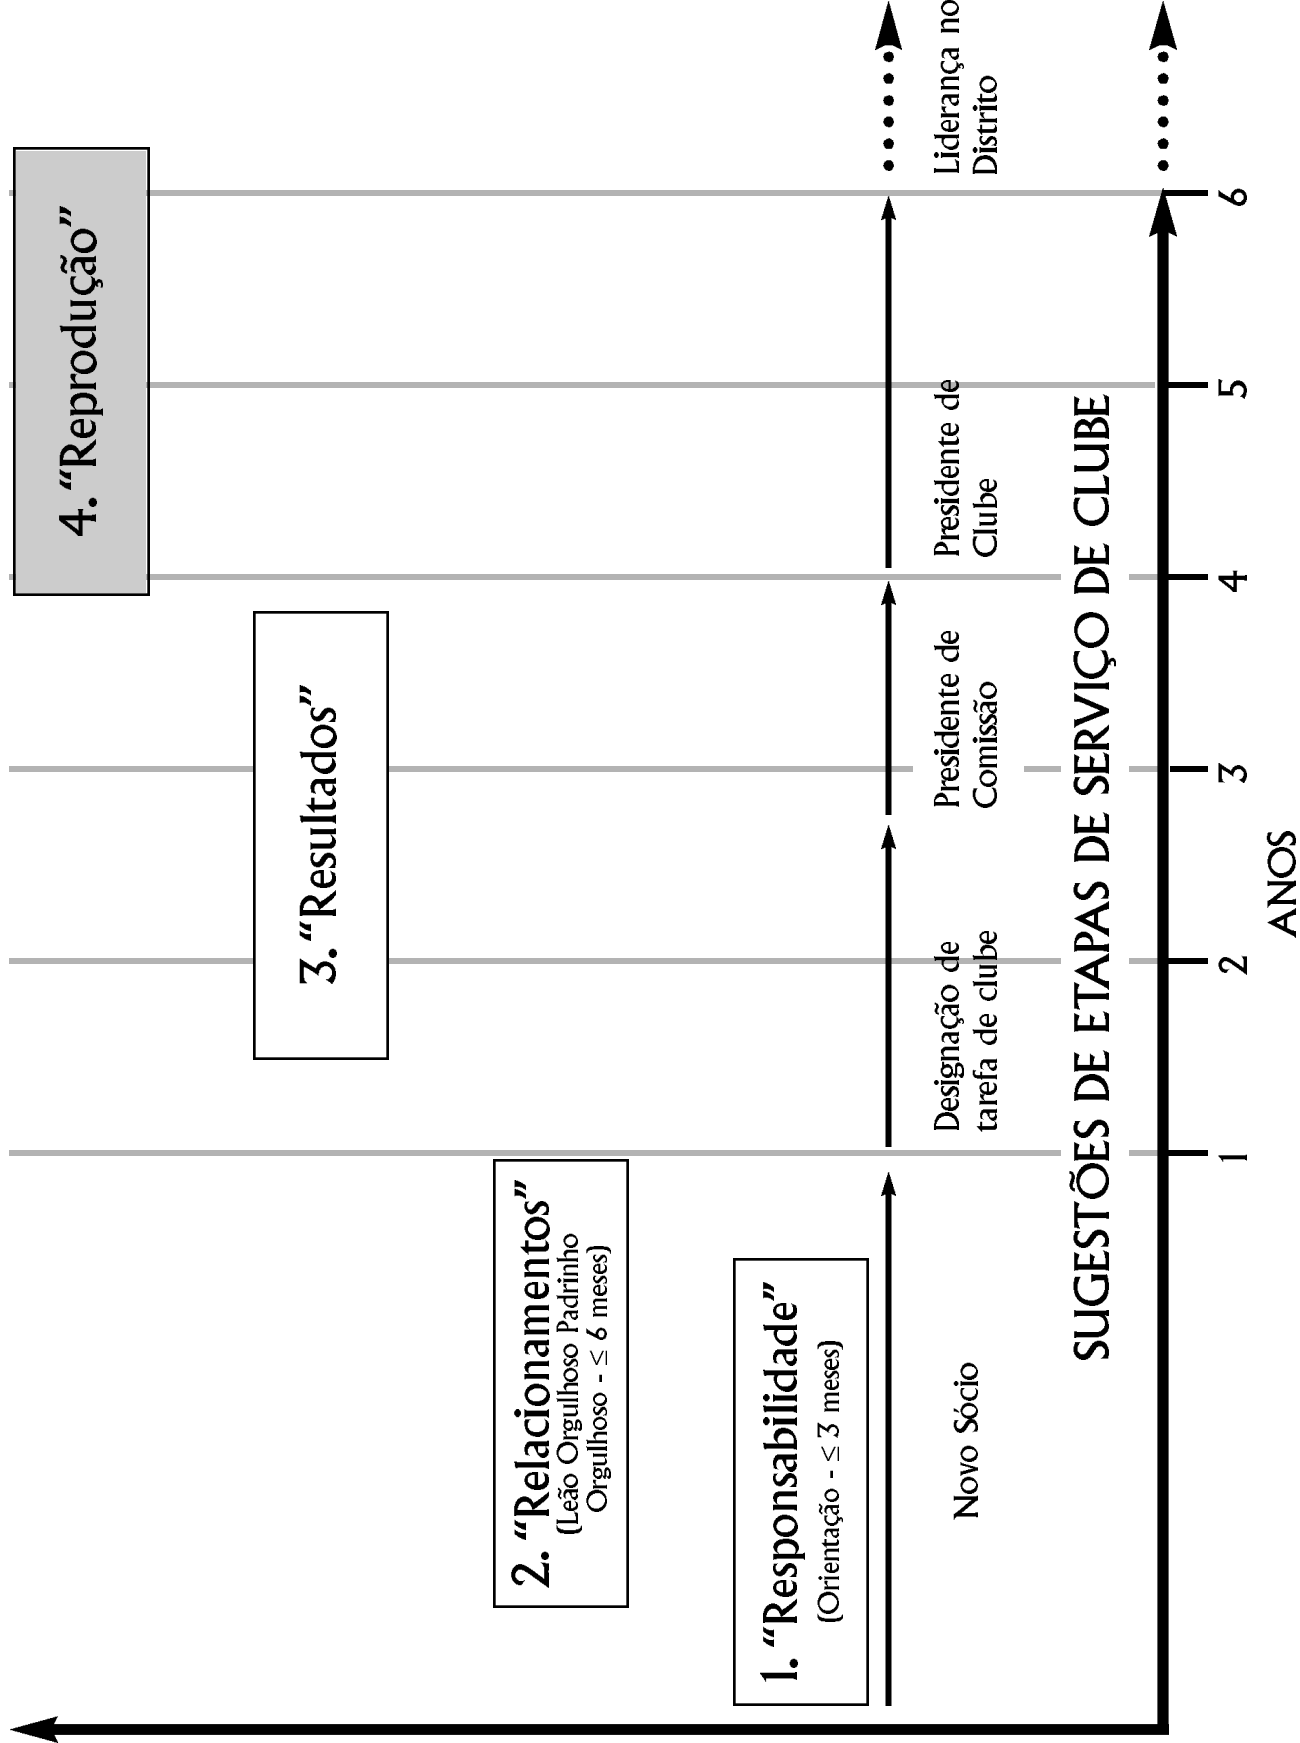 4. “Reprodução”
3. “Resultados”
2. “Relacionamentos”
(Leão Orgulhoso Padrinho
Orgulhoso - ≤ 6 meses)
1. “Responsabilidade”
(Orientação - ≤ 3 meses)
Novo Sócio
Designação de
tarefa de clube
Presidente de
Comissão
Presidente de
Clube
Liderança no
Distrito
SUGESTÕES DE ETAPAS DE SERVIÇO DE CLUBE
1
2
3
4
5
6
ANOS